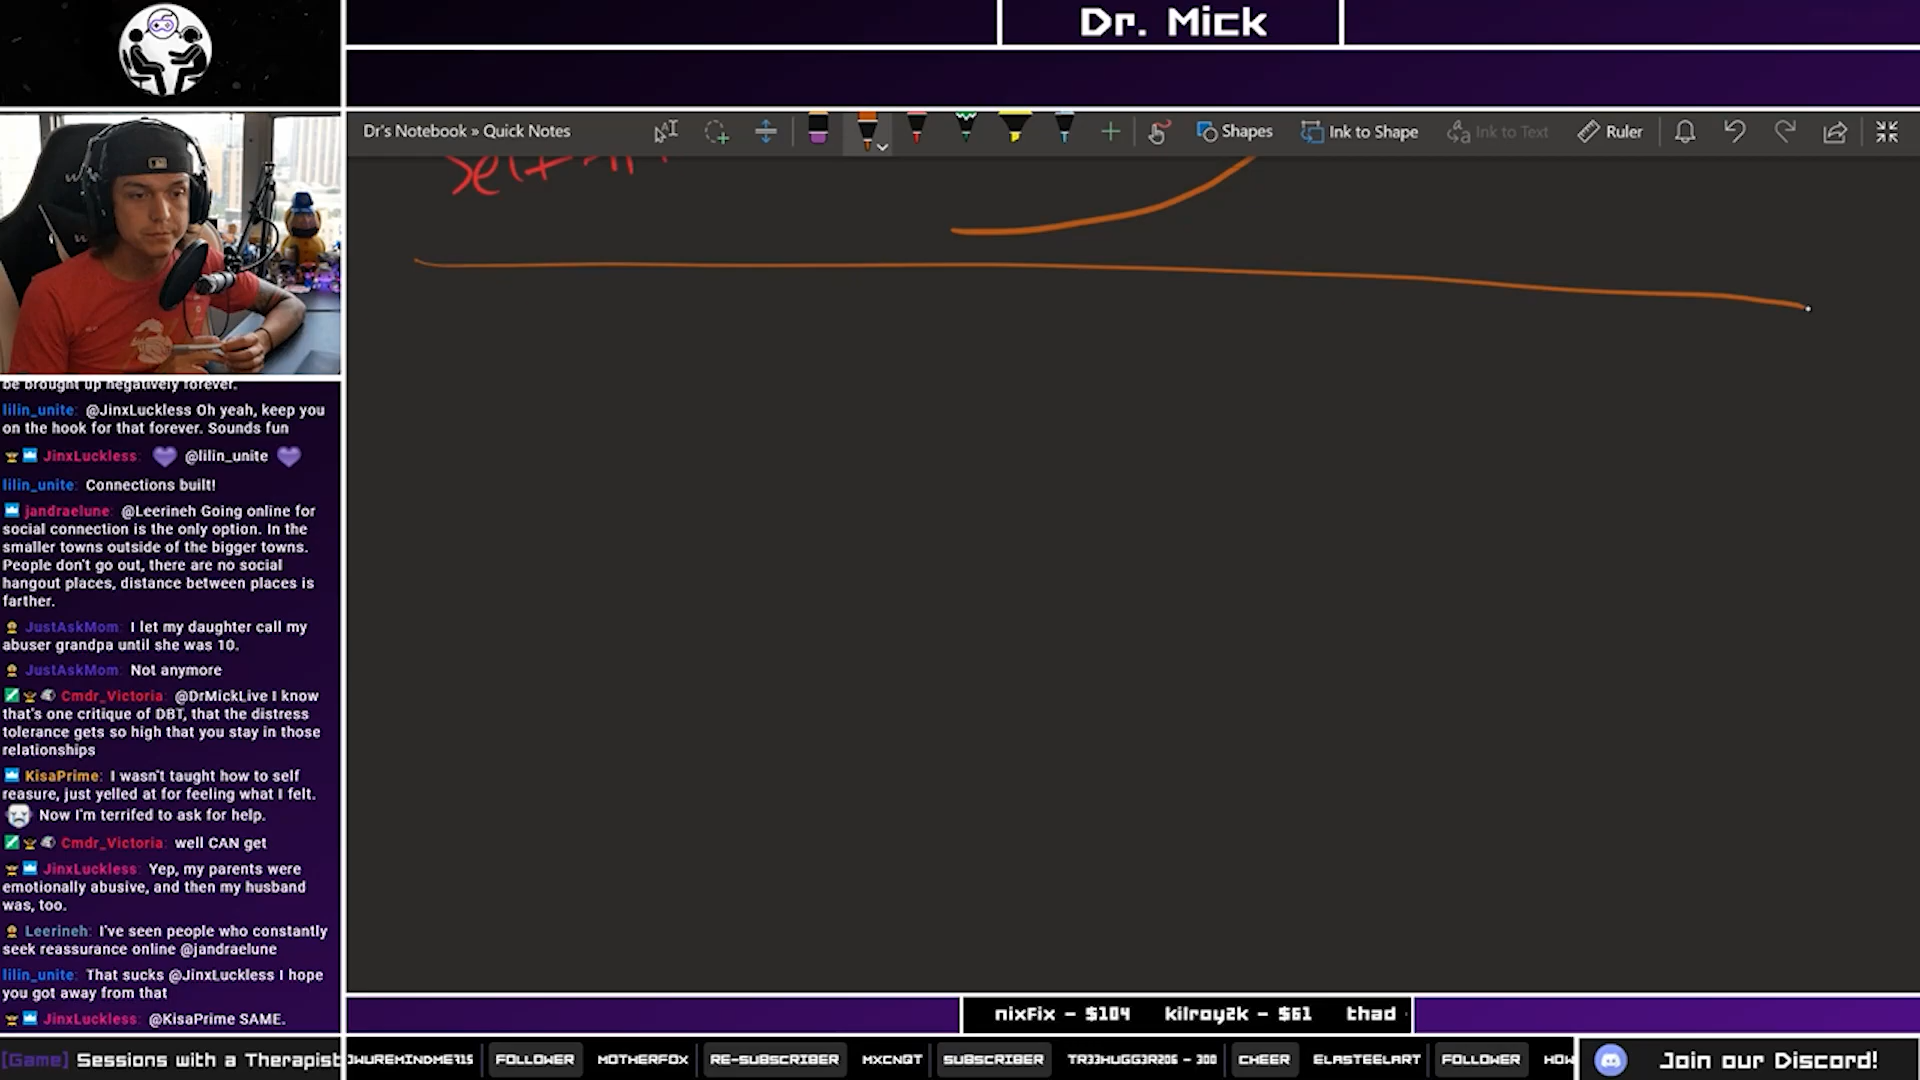 Dr. Mick
Dr's Notebook » Quick Notes
Shapes
Ink to Shape
Ink to Text
Ruler
be brought up negatively forever.
lilin_unite: @JinxLuckless Oh yeah, keep you
on the hook for that forever. Sounds fun
JinxLuckless: @lilin_unite
lilin_unite: Connections built!
jandraelune: @Leerineh Going online for
social connection is the only option. In the
smaller towns outside of the bigger towns.
People don't go out, there are no social
hangout places, distance between places is
farther.
JustAskMom: I let my daughter call my
abuser grandpa until she was 10.
JustAskMom: Not anymore
Cmdr_Victoria: @DrMickLive I know
that's one critique of DBT, that the distress
tolerance gets so high that you stay in those
relationships
KisaPrime: I wasn't taught how to self
reasure, just yelled at for feeling what I felt.
Now I'm terrifed to ask for help.
Cmdr_Victoria: well CAN get
JinxLuckless: Yep, my parents were
emotionally abusive, and then my husband
was, too.
Leerineh: I've seen people who constantly
seek reassurance online @jandraelune
lilin_unite: That sucks @JinxLuckless I hope
you got away from that
JinxLuckless: @KisaPrime SAME.
nixFix - $104 kilroy2k - $61 thad
[Game] Sessions with a Therapist
FOLLOWER MOTHERFOX RE-SUBSCRIBER MXCNQT SUBSCRIBER TR33HUGG3R206 - 300 CHEER ELASTEELART FOLLOWER
Join our Discord!